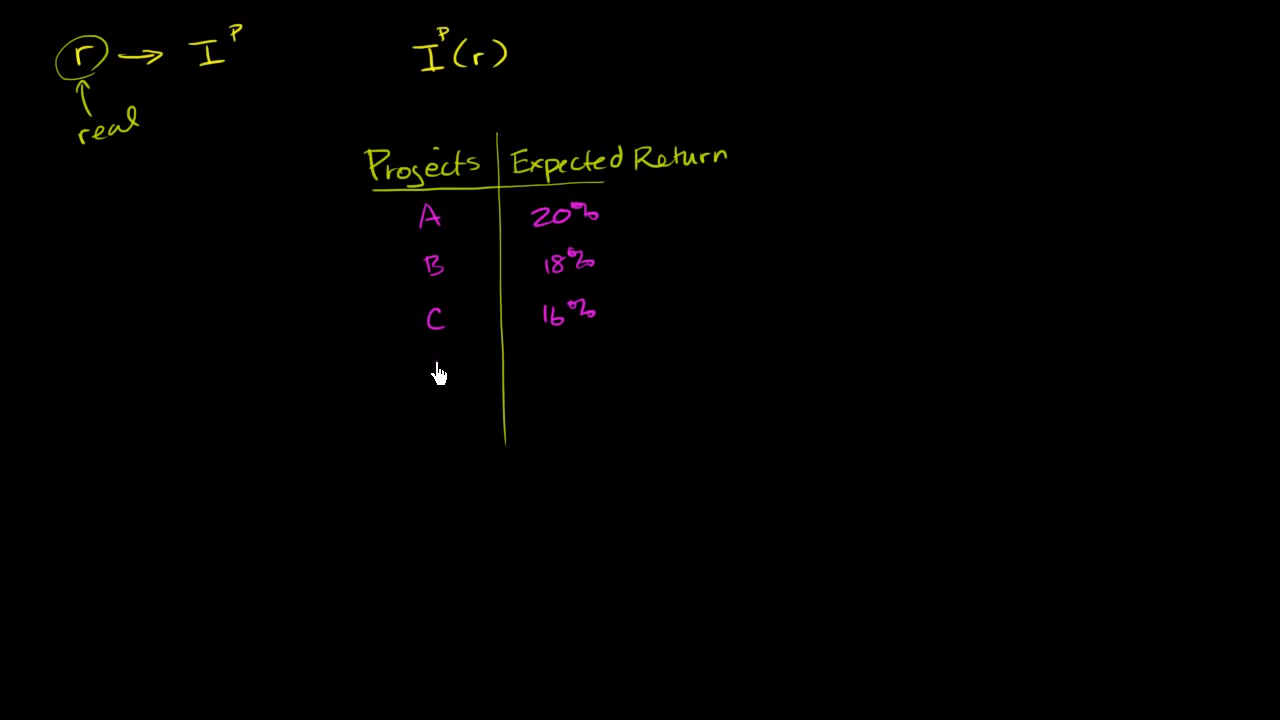 r → I^P
I^P(r)
real
Projects Expected Return
A 20%
B 18%
C 16%